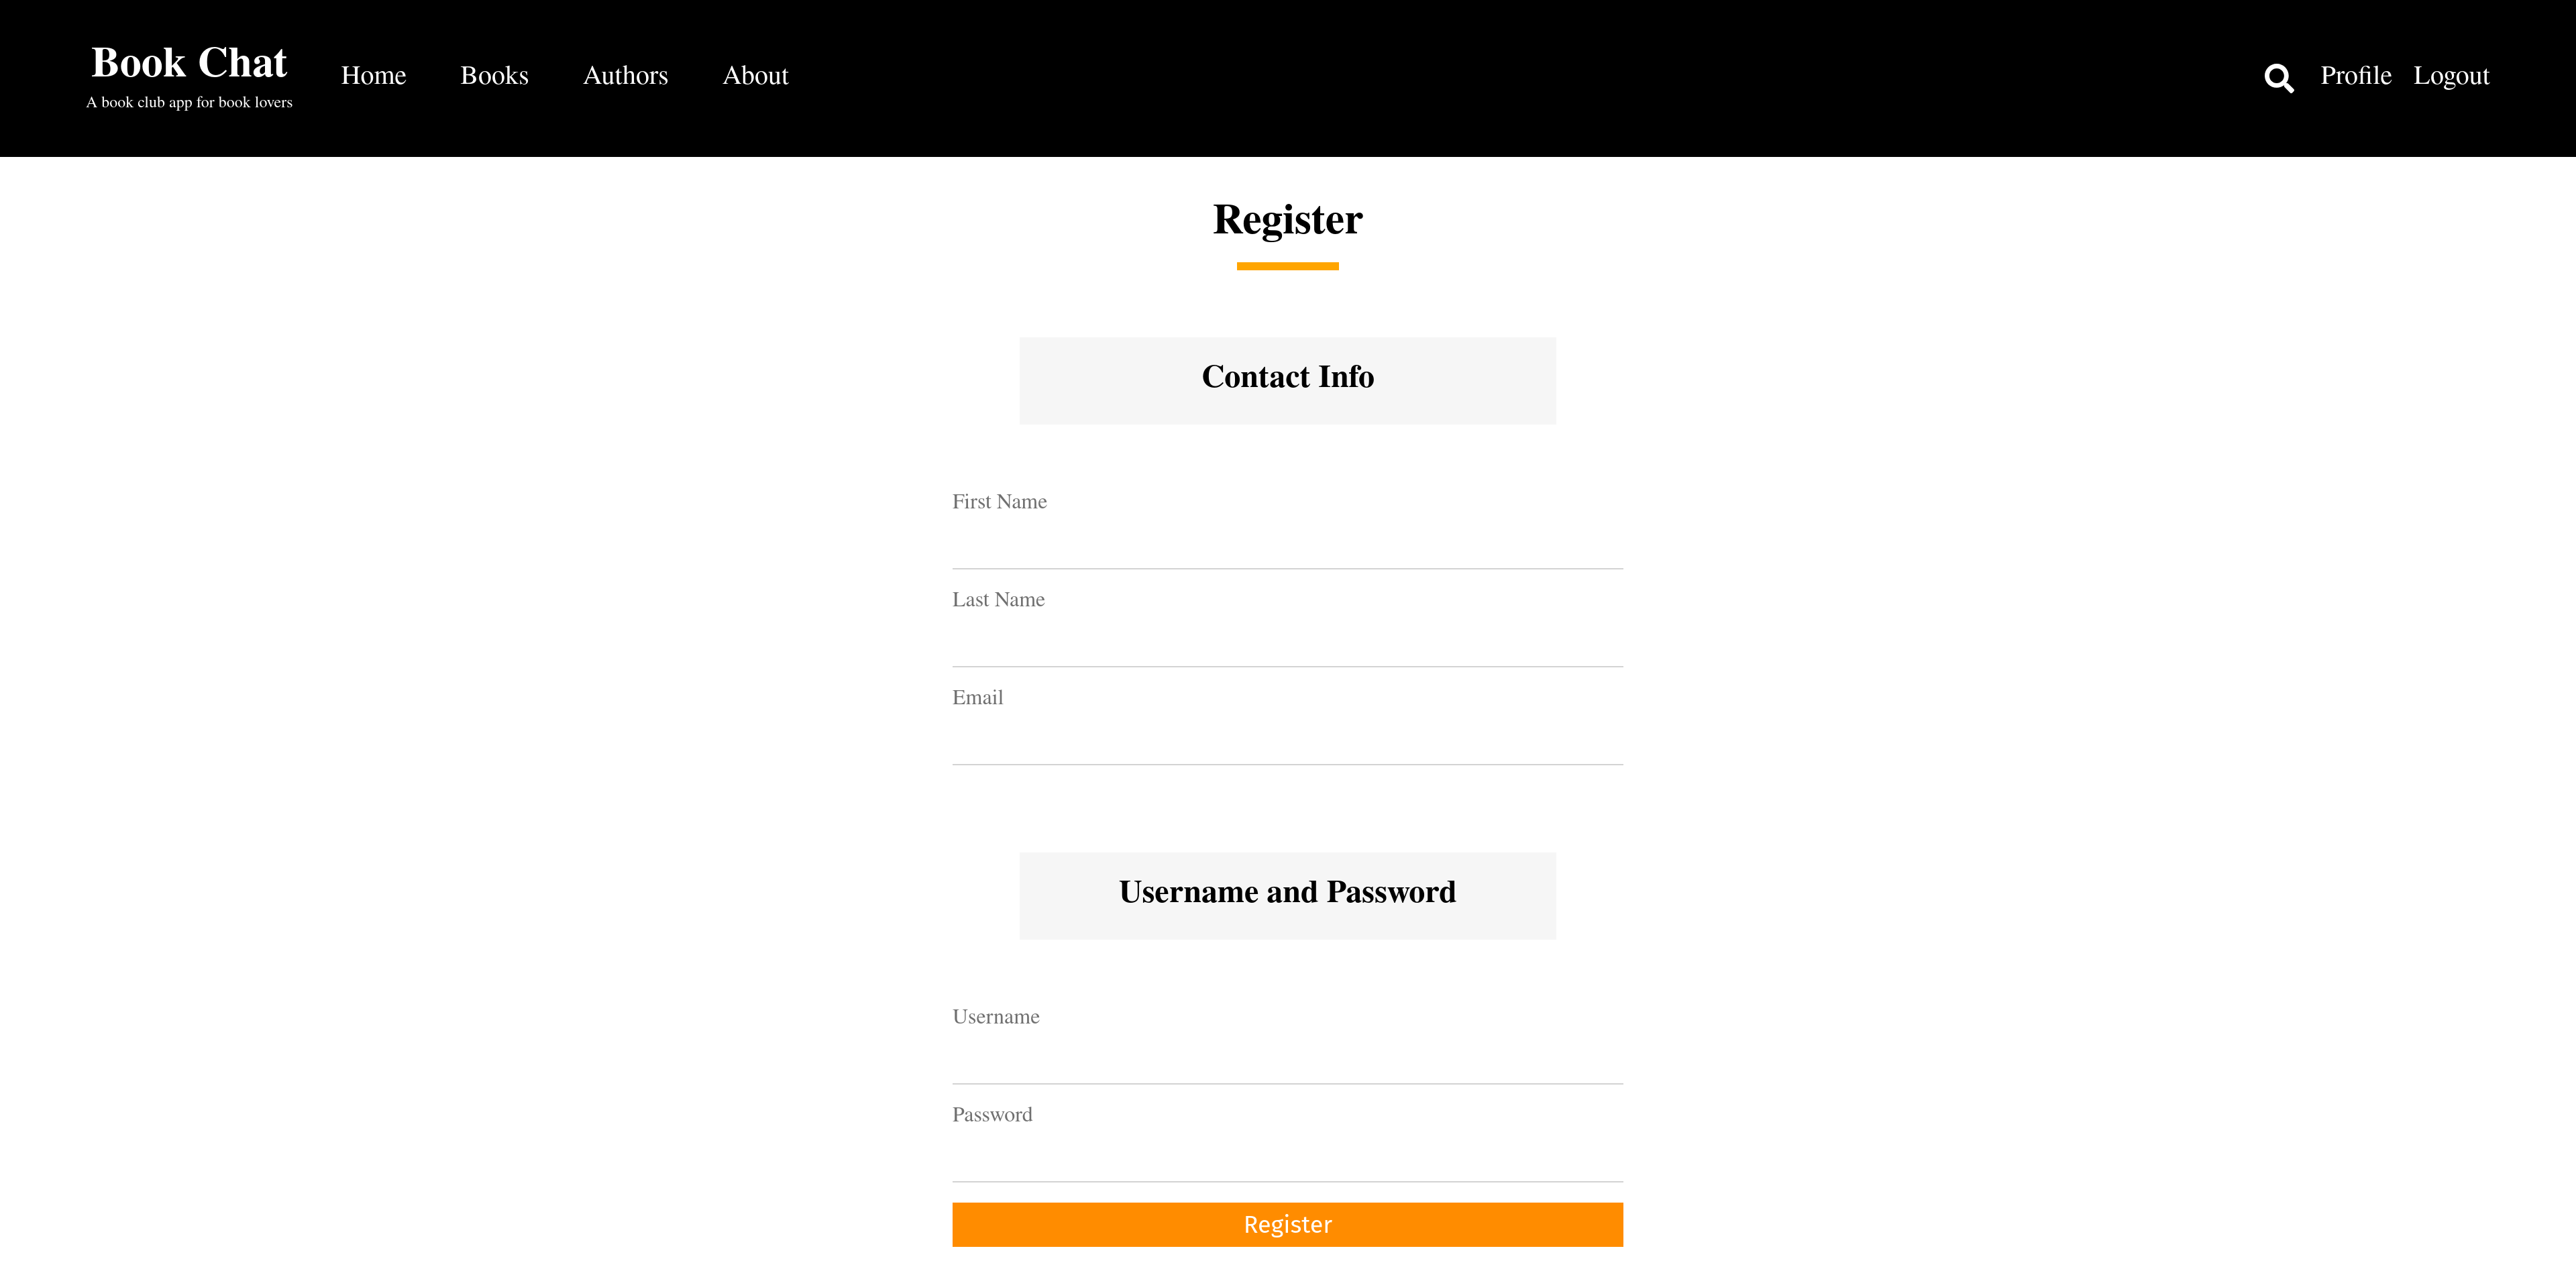 Book Chat
A book club app for book lovers
Home Books Authors About
Profile Logout
Register
Contact Info
First Name
Last Name
Email
Username and Password
Username
Password
Register